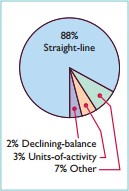 88%
Straight-line
2% Declining-balance
3% Units-of-activity
7% Other